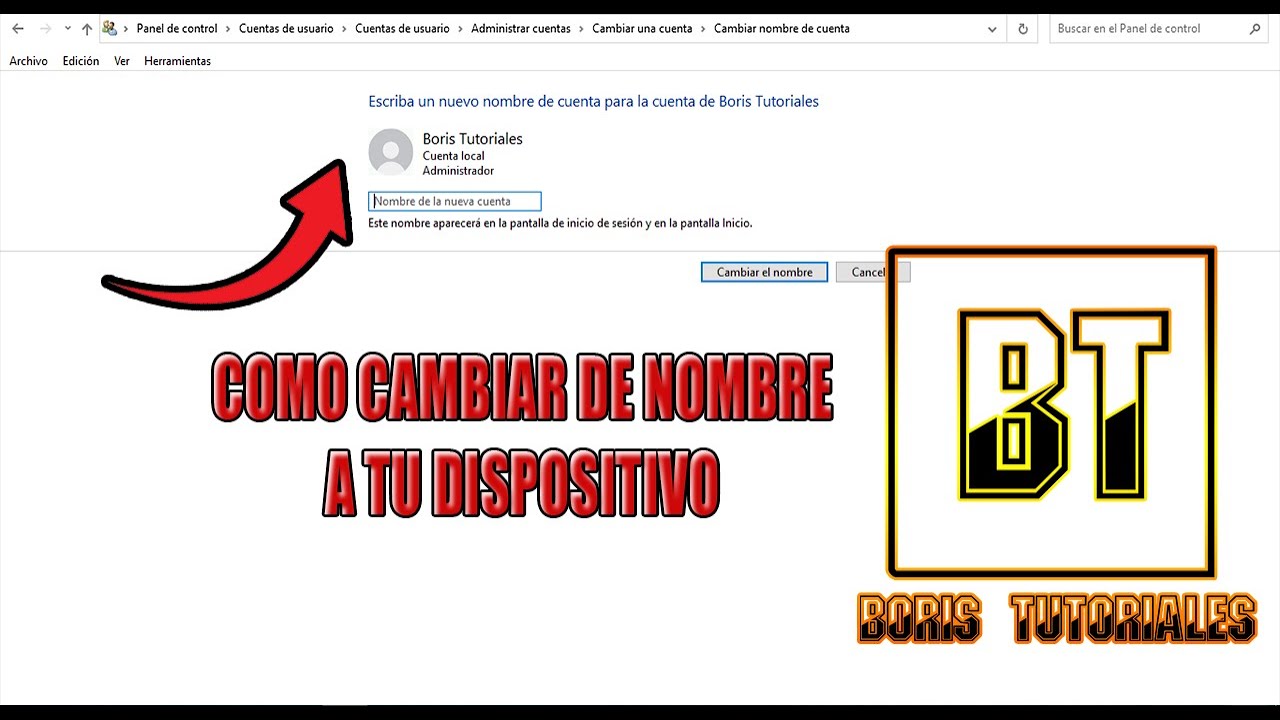 Panel de control > Cuentas de usuario > Cuentas de usuario > Administrar cuentas > Cambiar una cuenta > Cambiar nombre de cuenta
Buscar en el Panel de control
Archivo Edición Ver Herramientas
Escriba un nuevo nombre de cuenta para la cuenta de Boris Tutoriales
Boris Tutoriales
Cuenta local
Administrador
Nombre de la nueva cuenta
Este nombre aparecerá en la pantalla de inicio de sesión y en la pantalla Inicio.
Cambiar el nombre
Cancel
COMO CAMBIAR DE NOMBRE
A TU DISPOSITIVO
BT
BORIS TUTORIALES